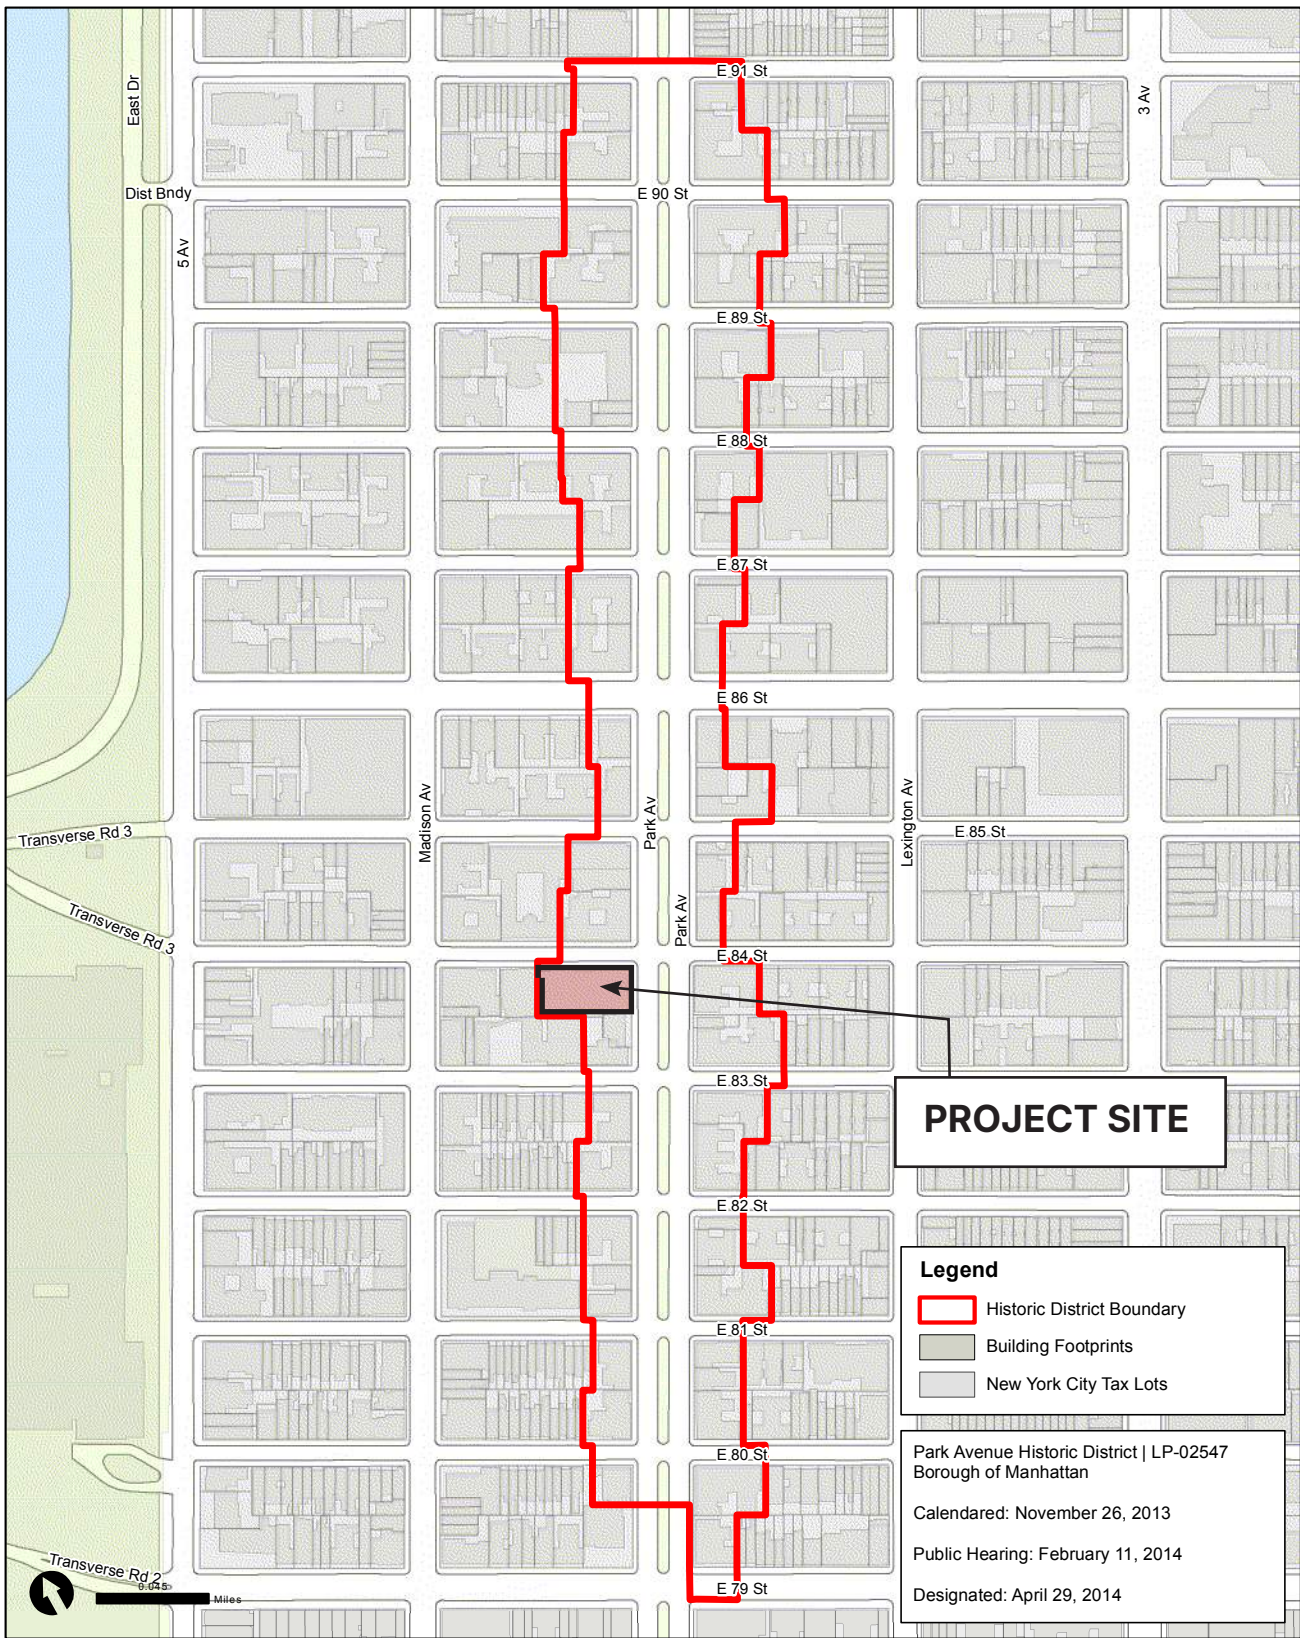 E 91 St
East Dr
3 Av
Dist Bndy
E 90 St
5 Av
E 89 St
E 88 St
E 87 St
E 86 St
Madison Av
Park Av
Lexington Av
Transverse Rd 3
E 85 St
Transverse Rd 3
Park Av
E 84 St
E 83 St
PROJECT SITE
E 82 St
Legend
Historic District Boundary
Building Footprints
New York City Tax Lots
E 81 St
E 80 St
Park Avenue Historic District | LP-02547
Borough of Manhattan
Calendared: November 26, 2013
Public Hearing: February 11, 2014
Designated: April 29, 2014
Transverse Rd 2
0.045
Miles
E 79 St